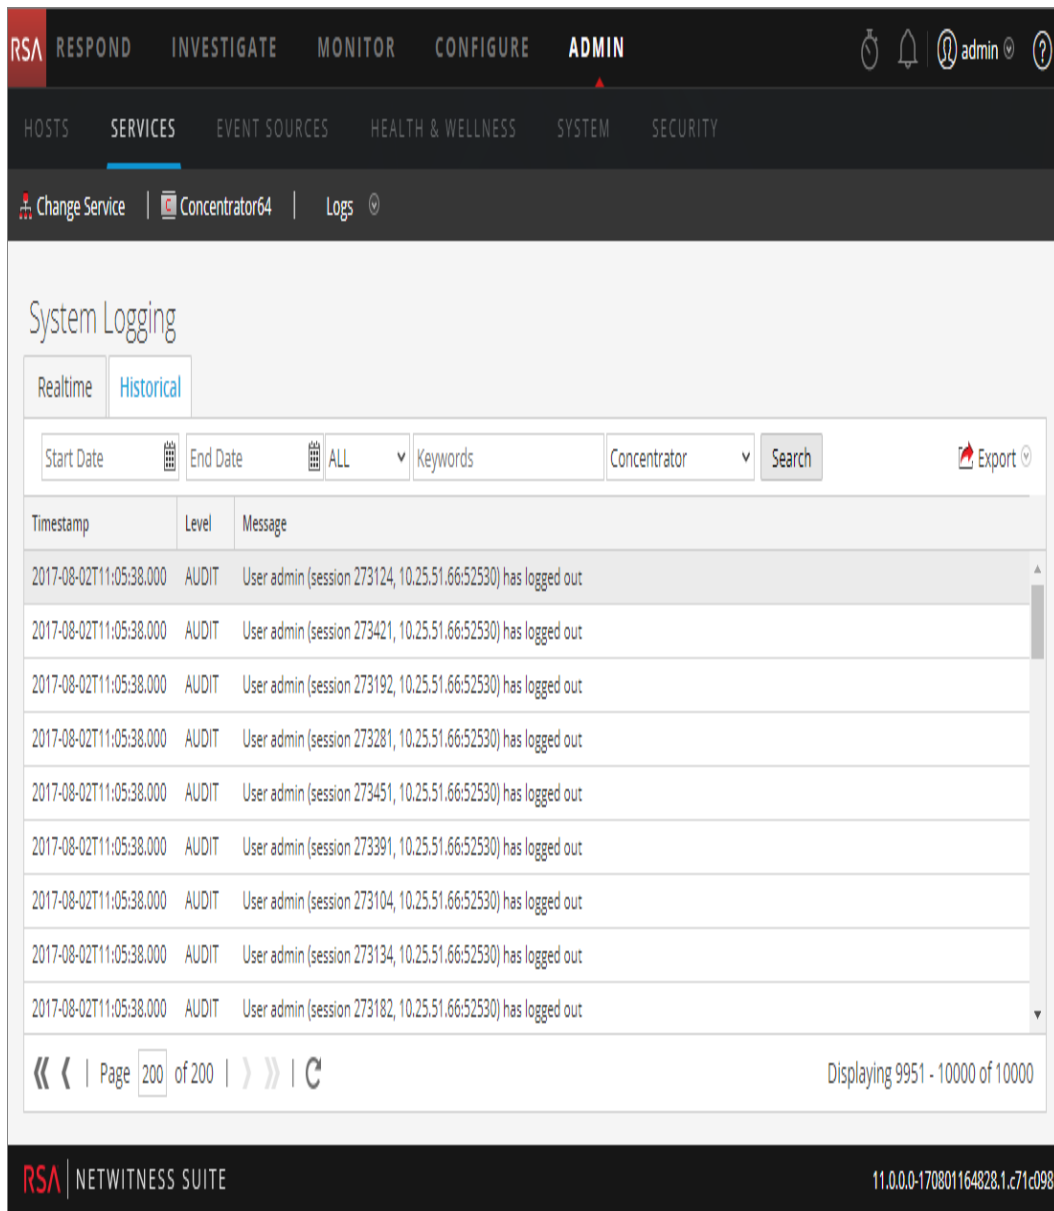 RSA RESPOND INVESTIGATE MONITOR CONFIGURE ADMIN admin ?
HOSTS SERVICES EVENT SOURCES HEALTH & WELLNESS SYSTEM SECURITY
Change Service | C Concentrator64 | Logs
System Logging
Realtime Historical
Start Date End Date ALL Keywords Concentrator Search Export
Timestamp Level Message
2017-08-02T11:05:38.000 AUDIT User admin (session 273124, 10.25.51.66:52530) has logged out
2017-08-02T11:05:38.000 AUDIT User admin (session 273421, 10.25.51.66:52530) has logged out
2017-08-02T11:05:38.000 AUDIT User admin (session 273192, 10.25.51.66:52530) has logged out
2017-08-02T11:05:38.000 AUDIT User admin (session 273281, 10.25.51.66:52530) has logged out
2017-08-02T11:05:38.000 AUDIT User admin (session 273451, 10.25.51.66:52530) has logged out
2017-08-02T11:05:38.000 AUDIT User admin (session 273391, 10.25.51.66:52530) has logged out
2017-08-02T11:05:38.000 AUDIT User admin (session 273104, 10.25.51.66:52530) has logged out
2017-08-02T11:05:38.000 AUDIT User admin (session 273134, 10.25.51.66:52530) has logged out
2017-08-02T11:05:38.000 AUDIT User admin (session 273182, 10.25.51.66:52530) has logged out
| Page 200 of 200 | | Displaying 9951 - 10000 of 10000
RSA | NETWITNESS SUITE 11.0.0.0-170801164828.1.c71c098